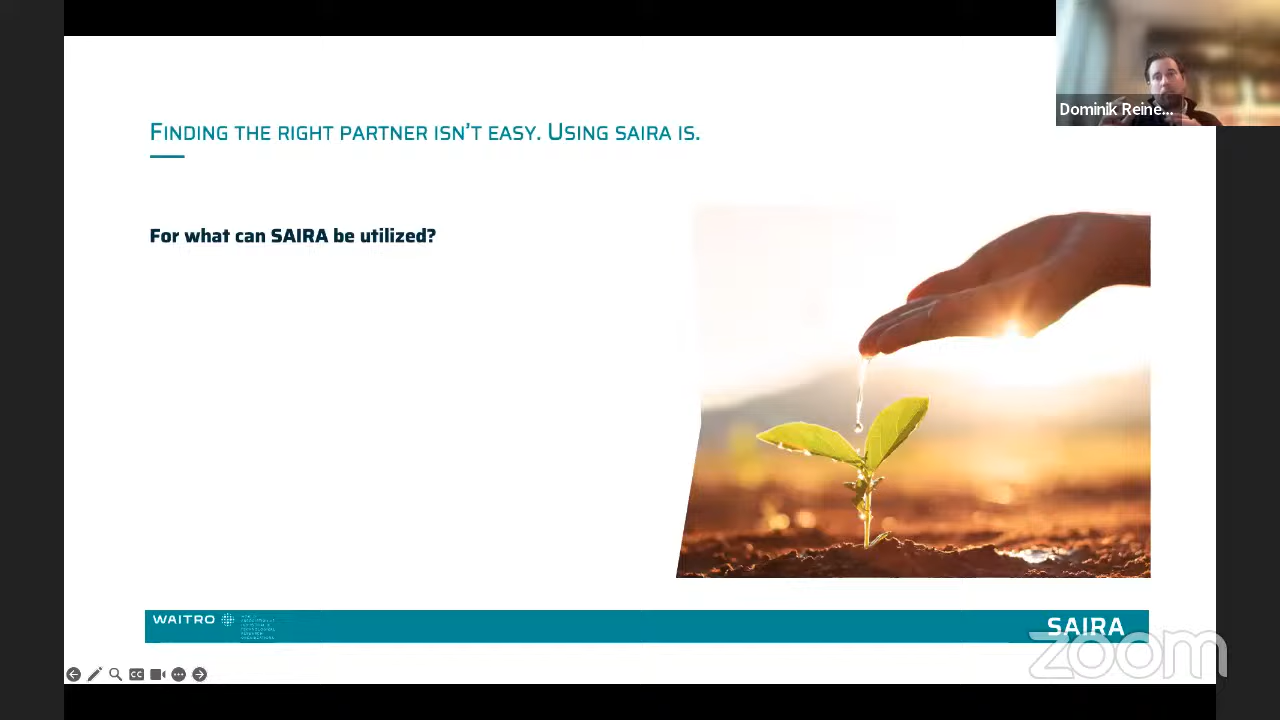 Dominik Reine...
FINDING THE RIGHT PARTNER ISN'T EASY. USING SAIRA IS.
For what can SAIRA be utilized?
WAITRO
SAIRA
zoom
CC